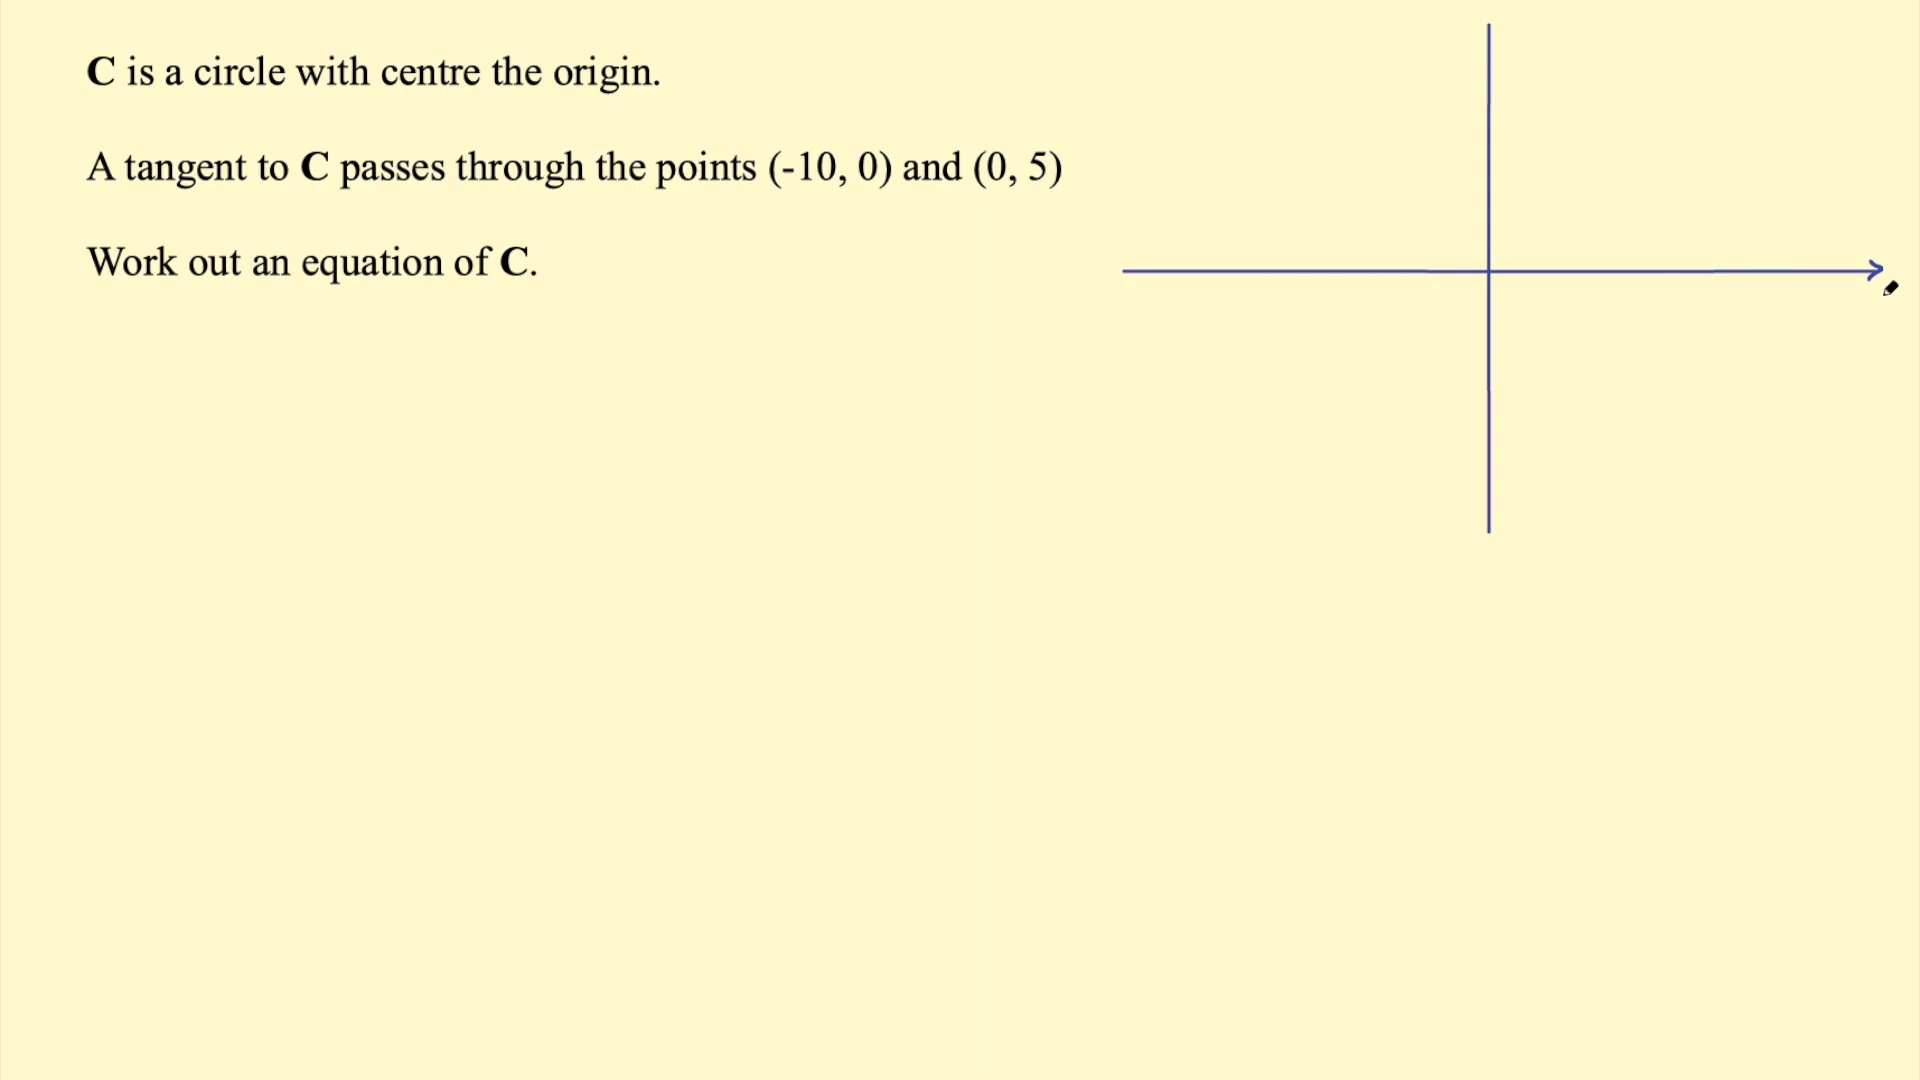 C is a circle with centre the origin.
A tangent to C passes through the points (-10, 0) and (0, 5)
Work out an equation of C.